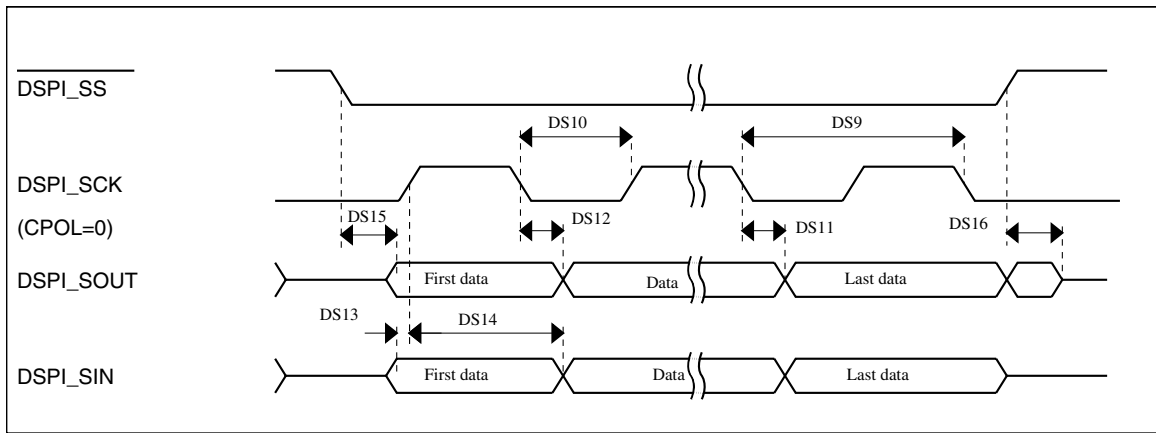 DSPI_SS
DS10
DS9
DSPI_SCK
(CPOL=0)
DS15
DS12
DS11
DS16
DSPI_SOUT
First data
Data
Last data
DS13
DS14
DSPI_SIN
First data
Data
Last data